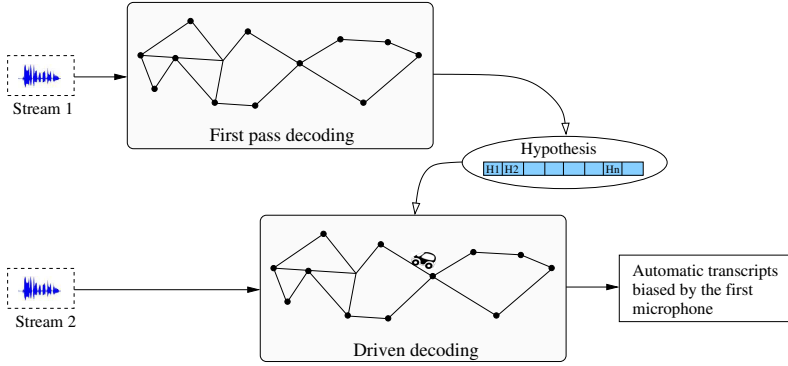 Stream 1
First pass decoding
Hypothesis
H1 H2 Hn
Stream 2
Driven decoding
Automatic transcripts
biased by the first
microphone